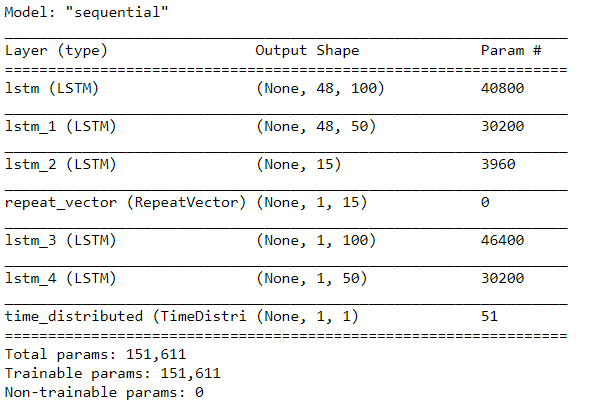 Model: "sequential"
Layer (type) Output Shape Param #
lstm (LSTM) (None, 48, 100) 40800
lstm_1 (LSTM) (None, 48, 50) 30200
lstm_2 (LSTM) (None, 15) 3960
repeat_vector (RepeatVector) (None, 1, 15) 0
lstm_3 (LSTM) (None, 1, 100) 46400
lstm_4 (LSTM) (None, 1, 50) 30200
time_distributed (TimeDistri (None, 1, 1) 51
Total params: 151,611
Trainable params: 151,611
Non-trainable params: 0